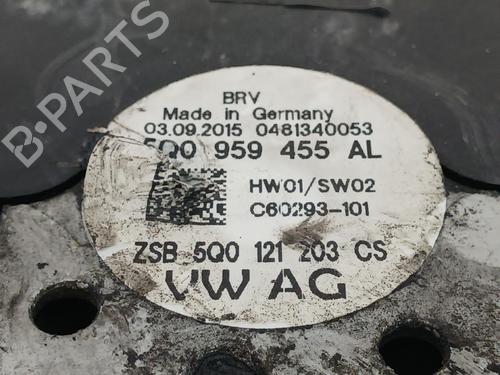 BRV
Made in Germany
03.09.2015 0481340053
5Q0 959 455 AL
HW01/SW02
C60293-101
ZSB 5Q0 121 203 CS
VW AG
B-PARTS
B-PARTS